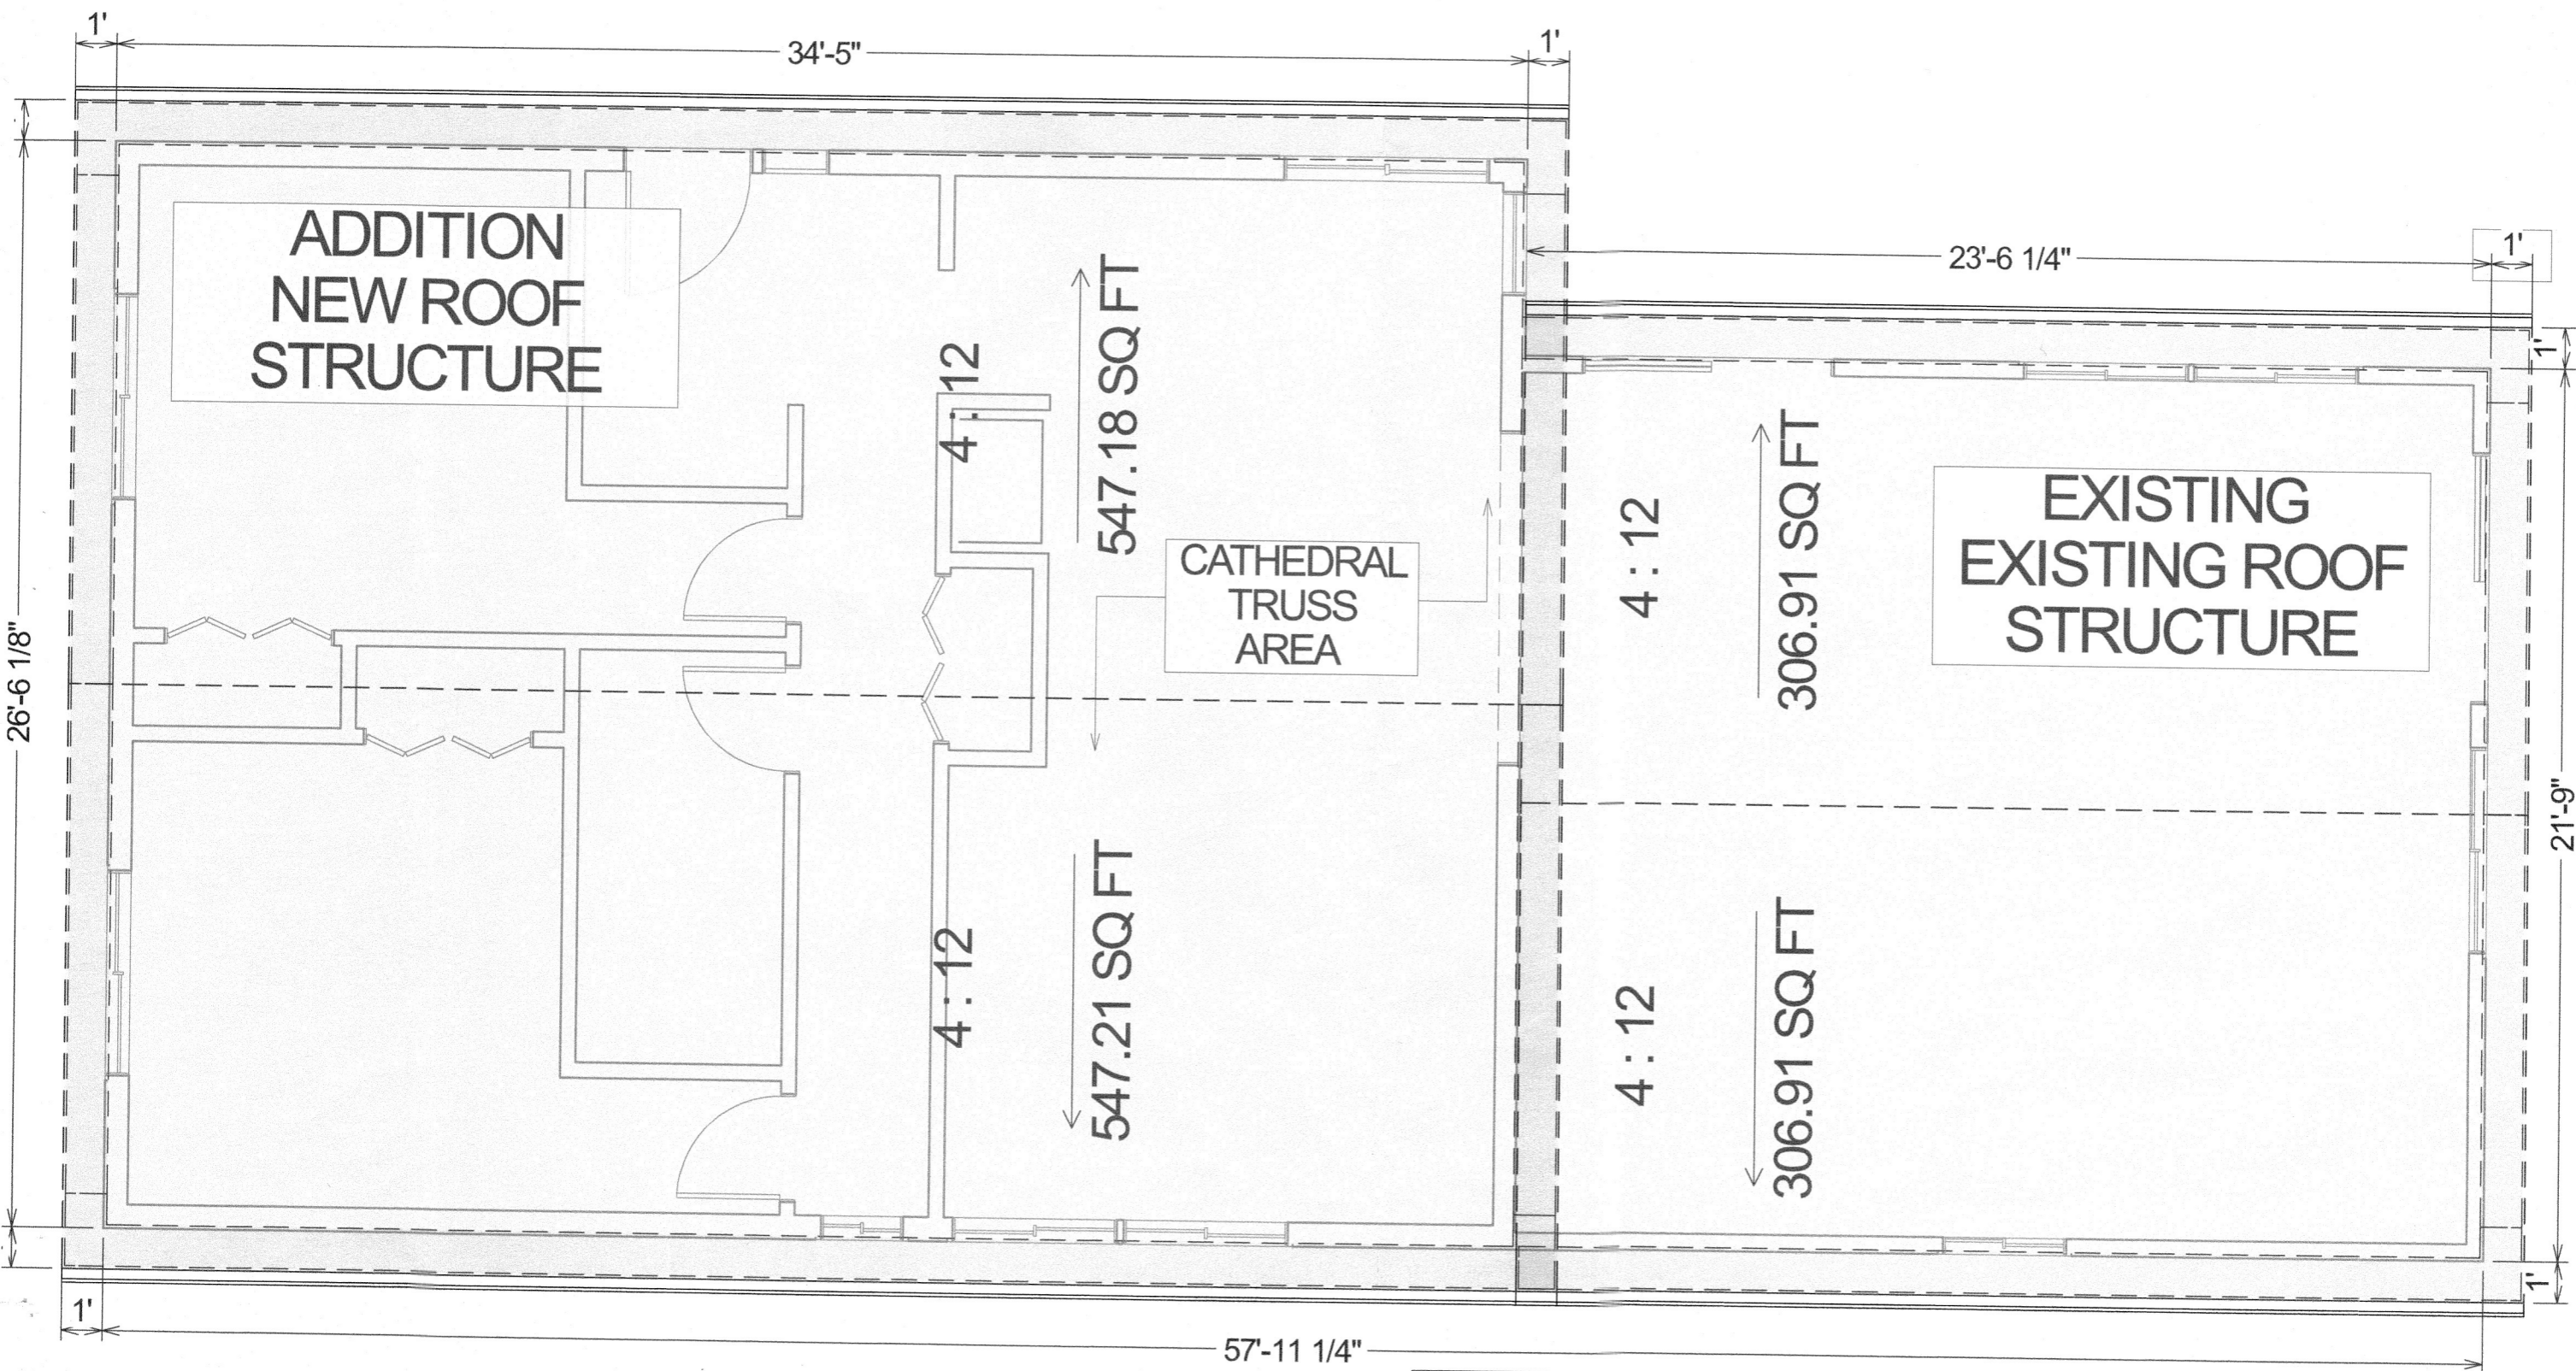 1'
34'-5"
1'
23'-6 1/4"
1'
ADDITION
NEW ROOF
STRUCTURE
4 : 12
547.18 SQ FT
1'
CATHEDRAL
TRUSS
AREA
4 : 12
306.91 SQ FT
EXISTING
EXISTING ROOF
STRUCTURE
26'-6 1/8"
21'-9"
4 : 12
547.21 SQ FT
4 : 12
306.91 SQ FT
1'
1'
57'-11 1/4"